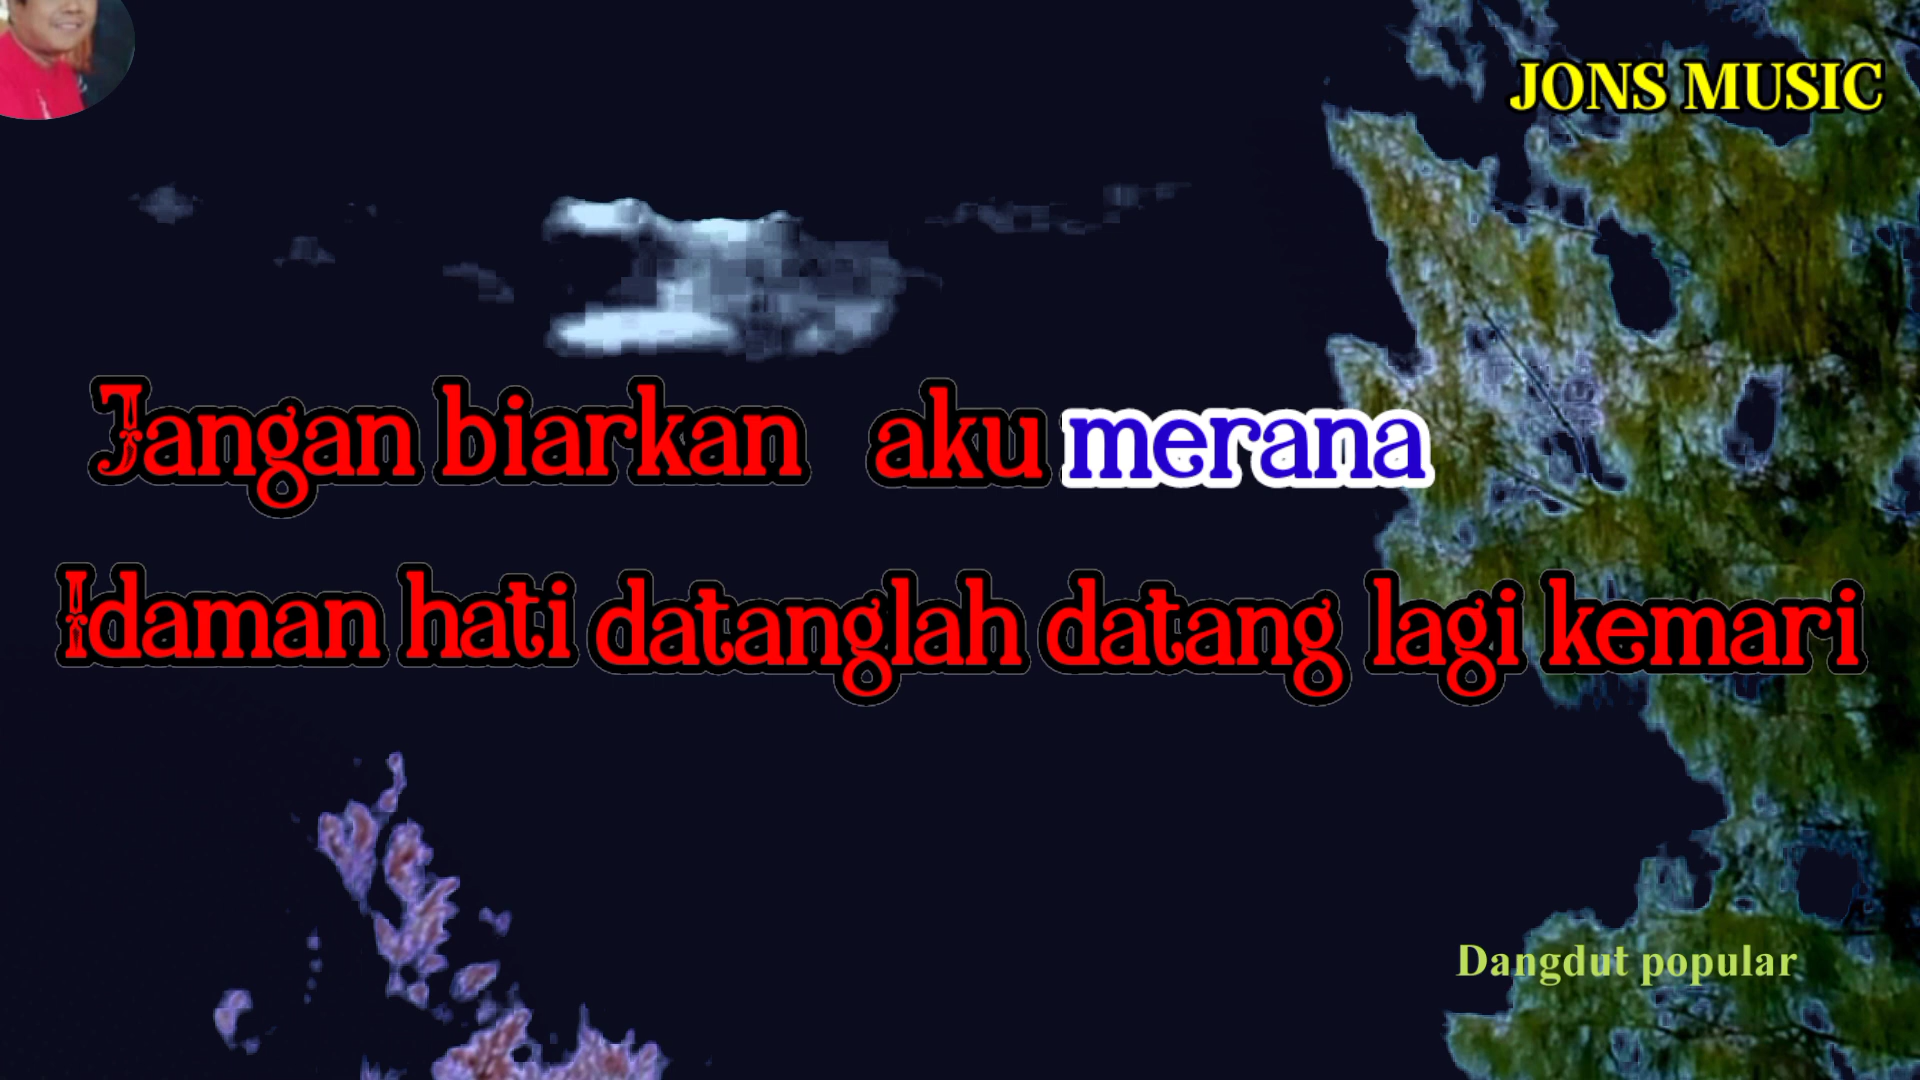 JONS MUSIC
Jangan biarkan aku merana
Idaman hati datanglah datang lagi kemari
Dangdut popular